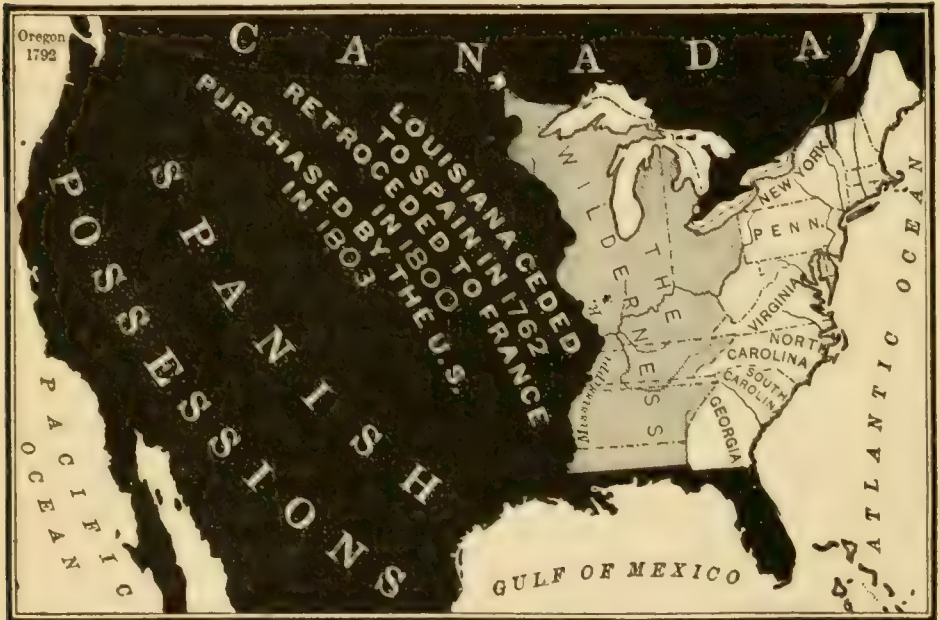 Oregon
1792
CANADA
LOUISIANA CEDED
TO SPAIN IN 1762
RETROCEDED TO FRANCE
IN 1800
PURCHASED BY THE U.S.
IN 1803
SPANISH
POSSESSIONS
THE
WILDERNESS
Mississippi
R.
NEW YORK
PENN.
VIRGINIA
NORTH
CAROLINA
SOUTH
CAROLINA
GEORGIA
PACIFIC
OCEAN
ATLANTIC OCEAN
GULF OF MEXICO